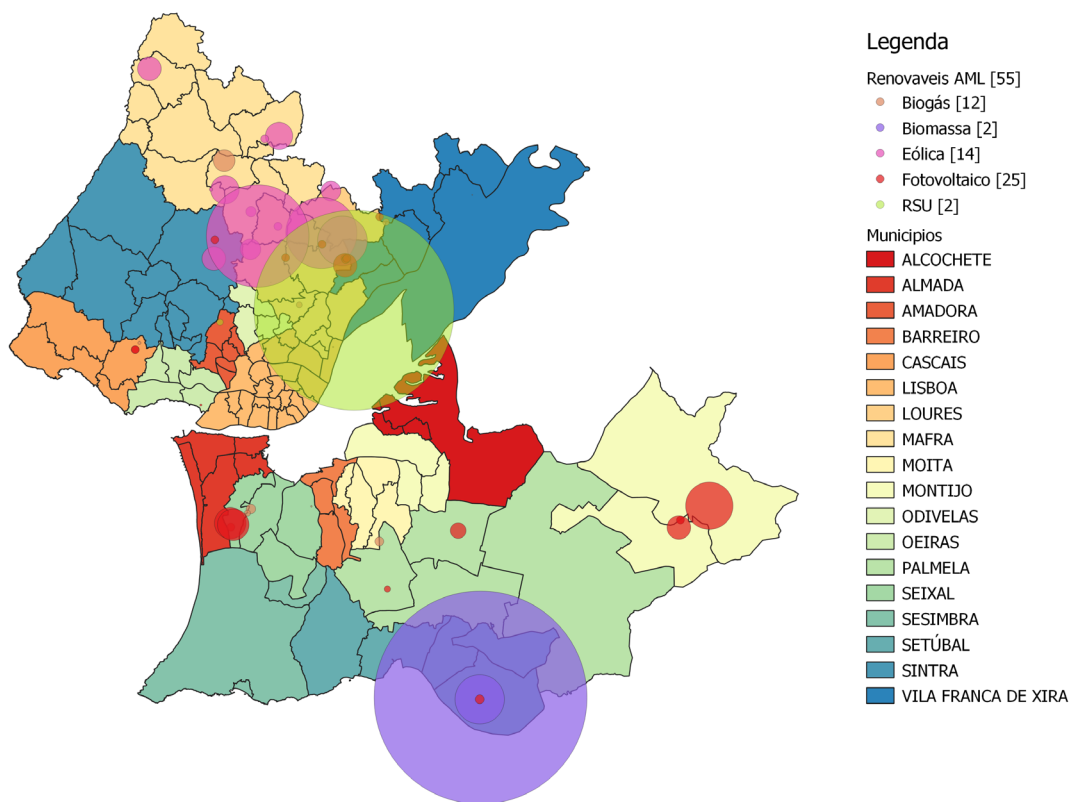 Legenda
Renovaveis AML [55]
Biogás [12]
Biomassa [2]
Eólica [14]
Fotovoltaico [25]
RSU [2]
Municipios
ALCOCHETE
ALMADA
AMADORA
BARREIRO
CASCAIS
LISBOA
LOURES
MAFRA
MOITA
MONTIJO
ODIVELAS
OEIRAS
PALMELA
SEIXAL
SESIMBRA
SETÚBAL
SINTRA
VILA FRANCA DE XIRA